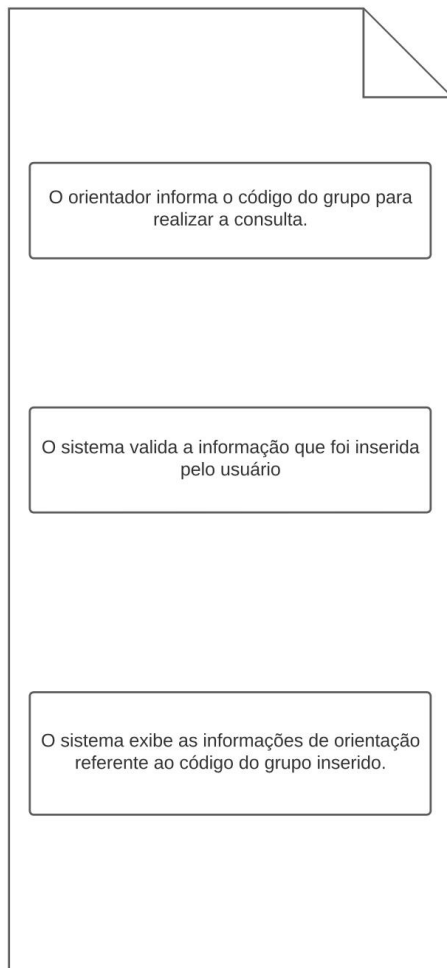 O orientador informa o código do grupo para
realizar a consulta.
O sistema valida a informação que foi inserida
pelo usuário
O sistema exibe as informações de orientação
referente ao código do grupo inserido.